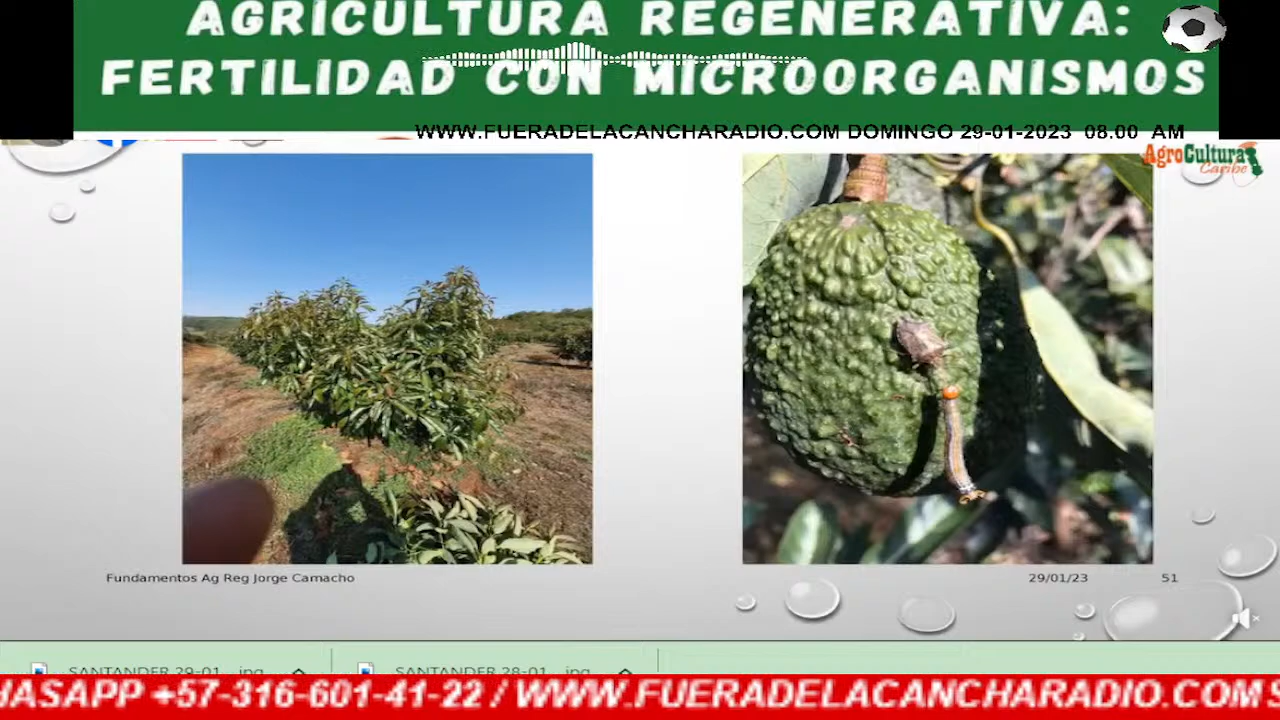 AGRICULTURA REGENERATIVA:
FERTILIDAD CON MICROORGANISMOS
WWW.FUERADELACANCHARADIO.COM DOMINGO 29-01-2023 08.00 AM
AgroCultura
Caribe
Fundamentos Ag Reg Jorge Camacho
29/01/23
51
SANTANDER 29-01....jpg
SANTANDER 28-01....jpg
HASAPP +57-316-601-41-22 / WWW.FUERADELACANCHARADIO.COM